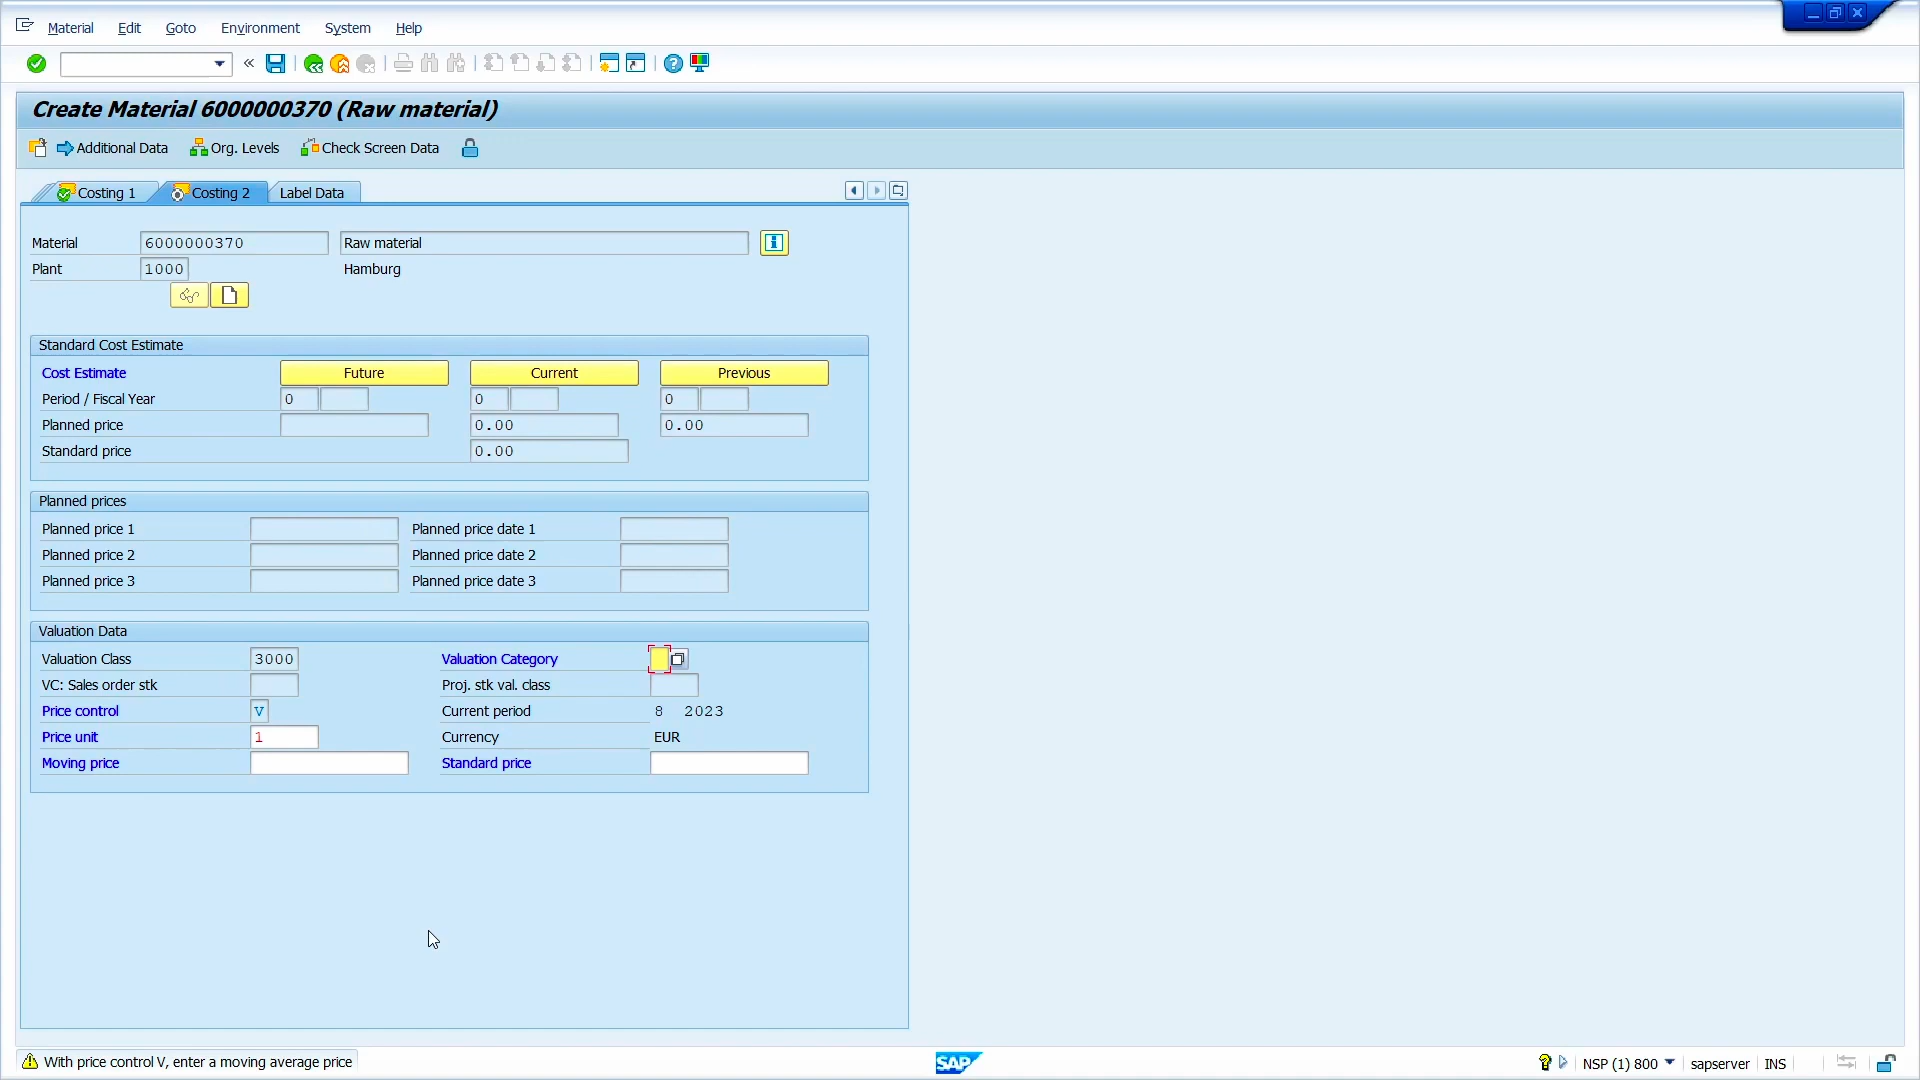 Material Edit Goto Environment System Help
Create Material 6000000370 (Raw material)
Additional Data Org. Levels Check Screen Data
Costing 1 Costing 2 Label Data
Material 6000000370 Raw material
Plant 1000 Hamburg
Standard Cost Estimate
Cost Estimate Future Current Previous
Period / Fiscal Year 0 0 0
Planned price 0.00 0.00
Standard price 0.00
Planned prices
Planned price 1 Planned price date 1
Planned price 2 Planned price date 2
Planned price 3 Planned price date 3
Valuation Data
Valuation Class 3000 Valuation Category
VC: Sales order stk Proj. stk val. class
Price control V Current period 8 2023
Price unit 1 Currency EUR
Moving price Standard price
With price control V, enter a moving average price SAP NSP (1) 800 sapserver INS